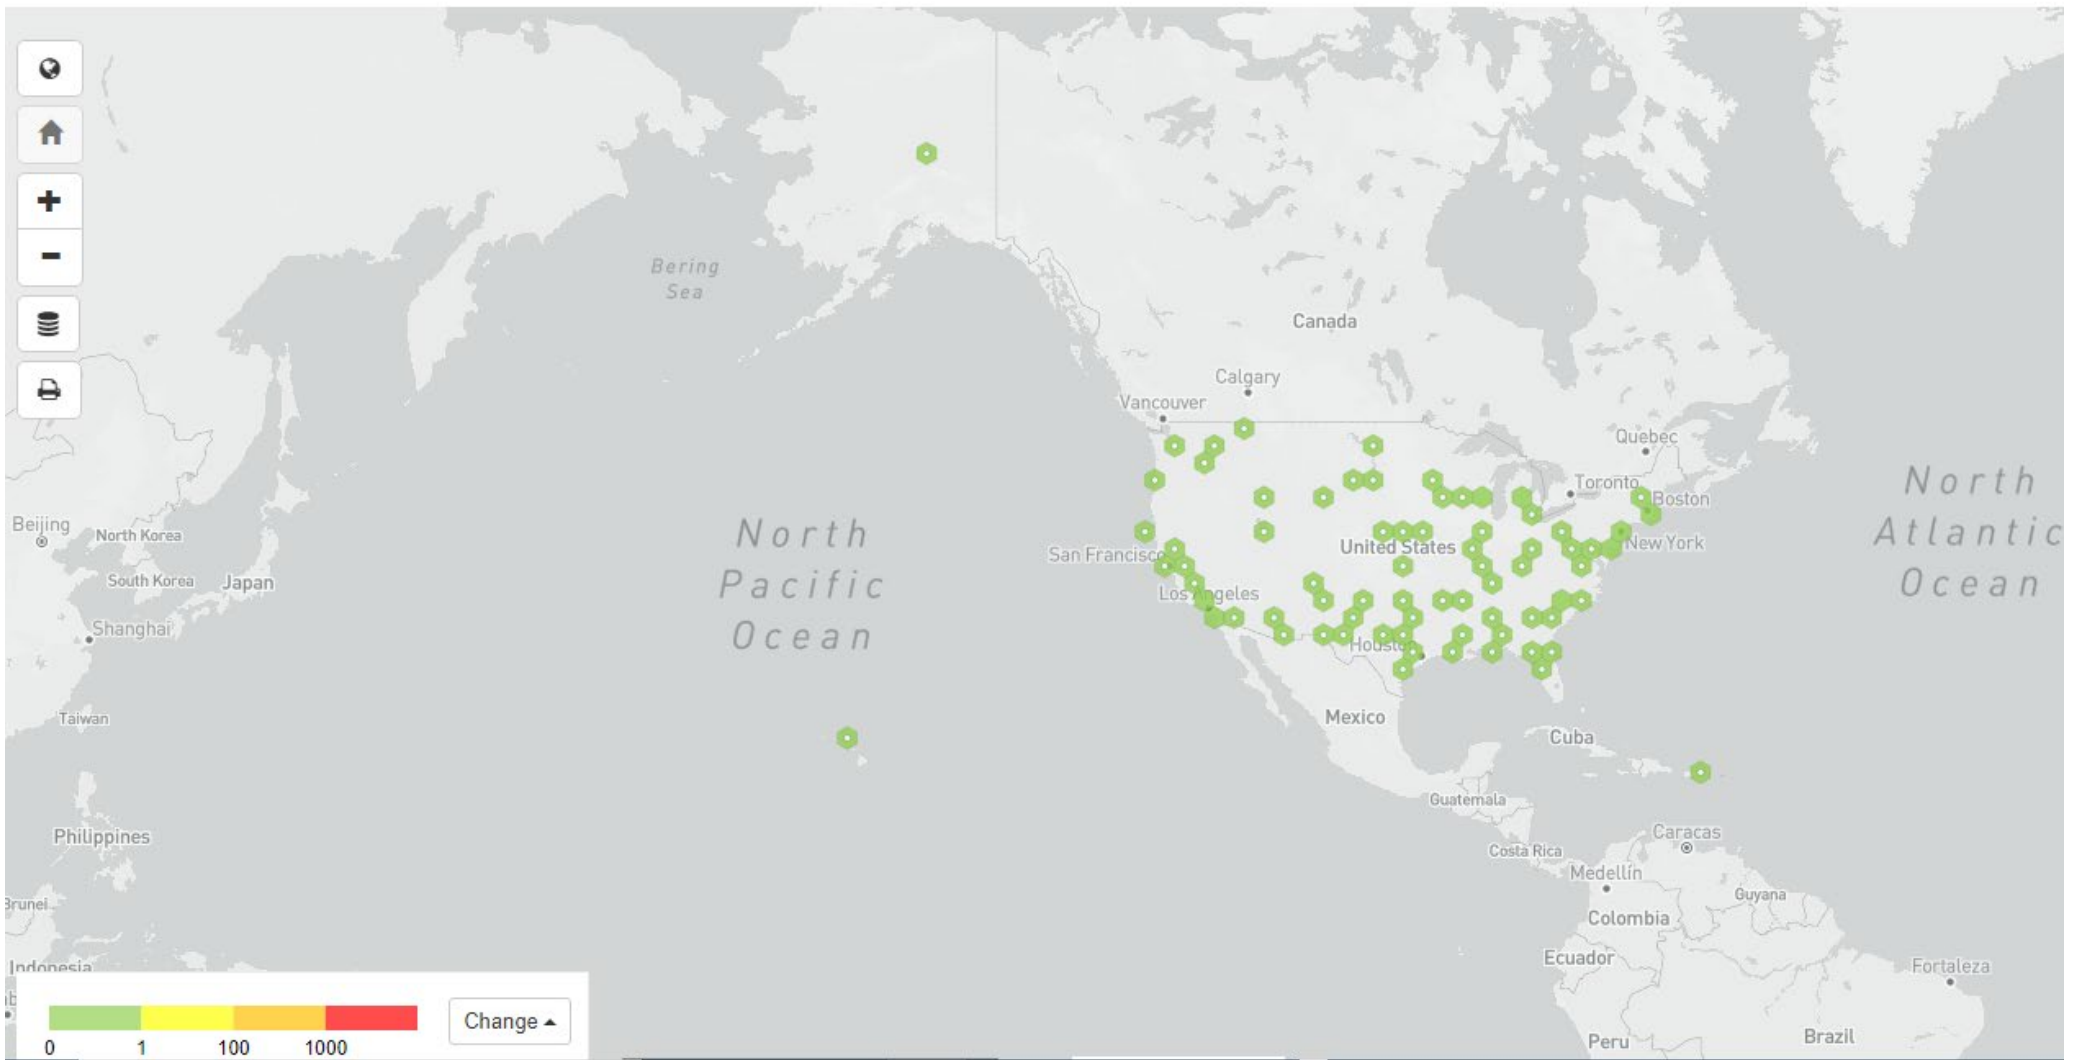 Bering
Sea
Canada
Calgary
Vancouver
Quebec
Toronto
Boston
North
Atlantic
Ocean
Beijing
North Korea
South Korea
Japan
North
Pacific
Ocean
San Francisco
United States
New York
Los Angeles
Shanghai
Houston
Taiwan
Mexico
Cuba
Guatemala
Philippines
Caracas
Costa Rica
Medellín
Guyana
Brunei
Colombia
Ecuador
Indonesia
Fortaleza
Change
0 1 100 1000
Peru
Brazil